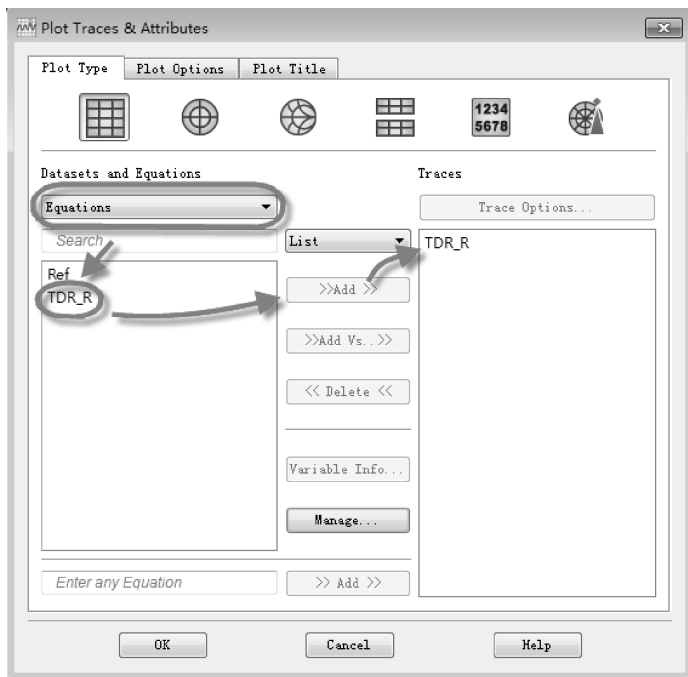 Plot Traces & Attributes
Plot Type Plot Options Plot Title
1234
5678
Datasets and Equations
Traces
Equations
Trace Options...
Search
List
TDR_R
Ref
TDR_R
>>Add >>
>>Add Vs..>>
<< Delete <<
Variable Info...
Manage...
Enter any Equation
>> Add >>
OK
Cancel
Help